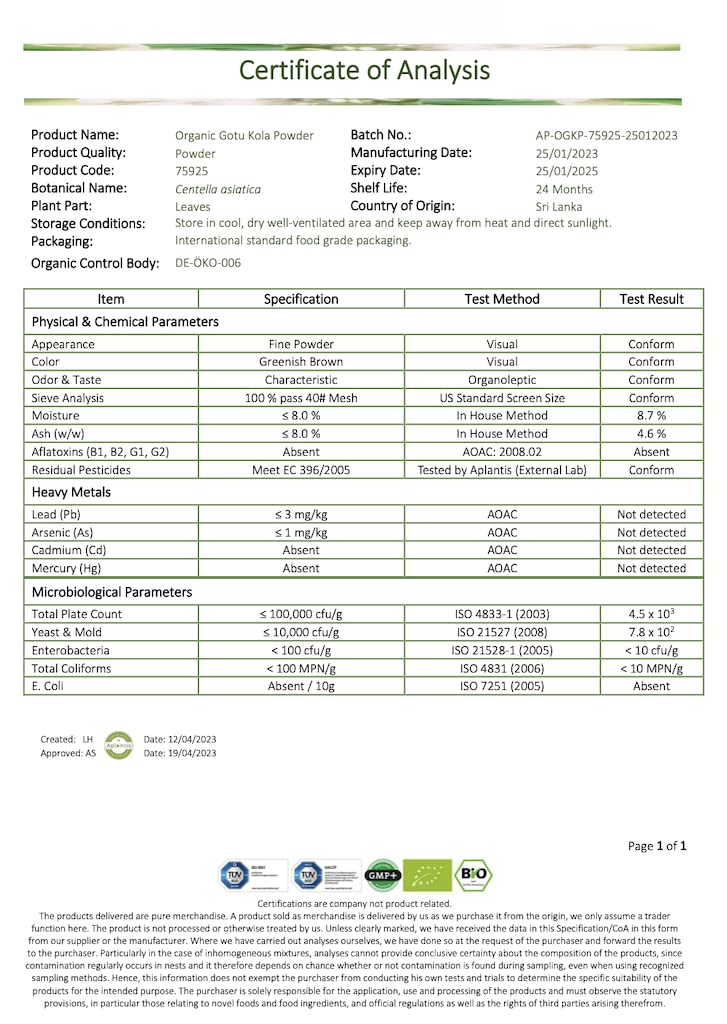 Certificate of Analysis
Product Name: Organic Gotu Kola Powder Batch No.: AP-OGKP-75925-25012023
Product Quality: Powder Manufacturing Date: 25/01/2023
Product Code: 75925 Expiry Date: 25/01/2025
Botanical Name: Centella asiatica Shelf Life: 24 Months
Plant Part: Leaves Country of Origin: Sri Lanka
Storage Conditions: Store in cool, dry well-ventilated area and keep away from heat and direct sunlight.
Packaging: International standard food grade packaging.
Organic Control Body: DE-ÖKO-006
Item Specification Test Method Test Result
Physical & Chemical Parameters
Appearance Fine Powder Visual Conform
Color Greenish Brown Visual Conform
Odor & Taste Characteristic Organoleptic Conform
Sieve Analysis 100 % pass 40# Mesh US Standard Screen Size Conform
Moisture ≤ 8.0 % In House Method 8.7 %
Ash (w/w) ≤ 8.0 % In House Method 4.6 %
Aflatoxins (B1, B2, G1, G2) Absent AOAC: 2008.02 Absent
Residual Pesticides Meet EC 396/2005 Tested by Aplantis (External Lab) Conform
Heavy Metals
Lead (Pb) ≤ 3 mg/kg AOAC Not detected
Arsenic (As) ≤ 1 mg/kg AOAC Not detected
Cadmium (Cd) Absent AOAC Not detected
Mercury (Hg) Absent AOAC Not detected
Microbiological Parameters
Total Plate Count ≤ 100,000 cfu/g ISO 4833-1 (2003) 4.5 x 10³
Yeast & Mold ≤ 10,000 cfu/g ISO 21527 (2008) 7.8 x 10²
Enterobacteria < 100 cfu/g ISO 21528-1 (2005) < 10 cfu/g
Total Coliforms < 100 MPN/g ISO 4831 (2006) < 10 MPN/g
E. Coli Absent / 10g ISO 7251 (2005) Absent
Created: LH Date: 12/04/2023
Aplantis
Approved: AS Date: 19/04/2023
Page 1 of 1
TÜV TÜV GMP+ BIO
Certifications are company not product related.
The products delivered are pure merchandise. A product sold as merchandise is delivered by us as we purchase it from the origin, we only assume a trader
function here. The product is not processed or otherwise treated by us. Unless clearly marked, we have received the data in this Specification/CoA in this form
from our supplier or the manufacturer. Where we have carried out analyses ourselves, we have done so at the request of the purchaser and forward the results
to the purchaser. Particularly in the case of inhomogeneous mixtures, analyses cannot provide conclusive certainty about the composition of the products, since
contamination regularly occurs in nests and it therefore depends on chance whether or not contamination is found during sampling, even when using recognized
sampling methods. Hence, this information does not exempt the purchaser from conducting his own tests and trials to determine the specific suitability of the
products for the intended purpose. The purchaser is solely responsible for the application, use and processing of the products and must observe the statutory
provisions, in particular those relating to novel foods and food ingredients, and official regulations as well as the rights of third parties arising therefrom.